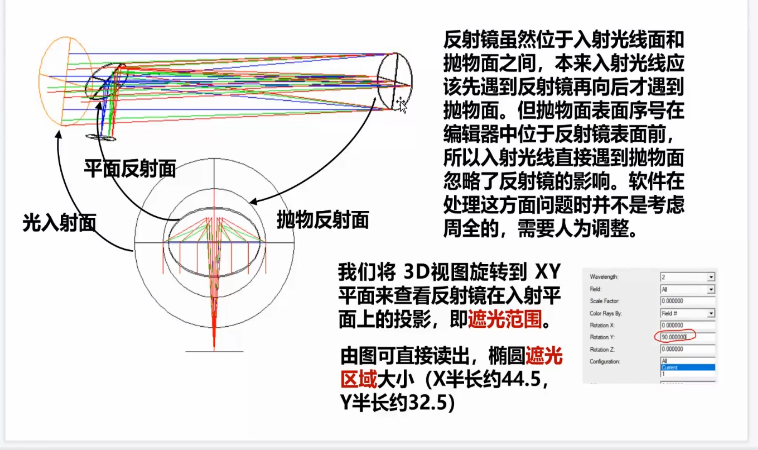 反射镜虽然位于入射光线面和
抛物面之间，本来入射光线应
该先遇到反射镜再向后才遇到
抛物面。但抛物面表面序号在
编辑器中位于反射镜表面前，
所以入射光线直接遇到抛物面
忽略了反射镜的影响。软件在
处理这方面问题时并不是考虑
周全的，需要人为调整。
平面反射面
光入射面
抛物反射面
我们将 3D视图旋转到 XY
平面来查看反射镜在入射平
面上的投影，即遮光范围。
由图可直接读出，椭圆遮光
区域大小（X半长约44.5，
Y半长约32.5）
Wavelength: 2
Field: All
Scale Factor: 0.000000
Color Rays By: Field #
Rotation X: 0.000000
Rotation Y: 90.000000
Rotation Z: 0.000000
Configuration: All
Current
1